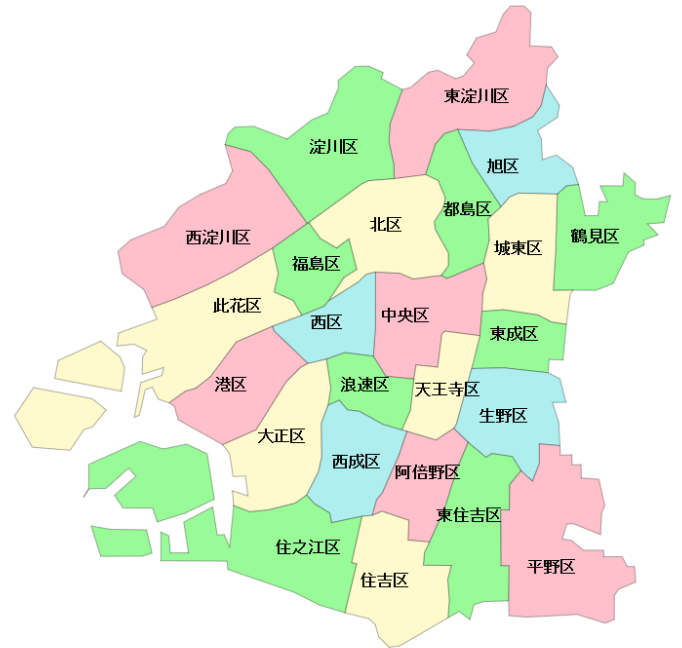 東淀川区
淀川区
旭区
都島区
北区
西淀川区
鶴見区
城東区
福島区
此花区
西区
中央区
東成区
港区
浪速区
天王寺区
生野区
大正区
西成区
阿倍野区
東住吉区
住之江区
平野区
住吉区